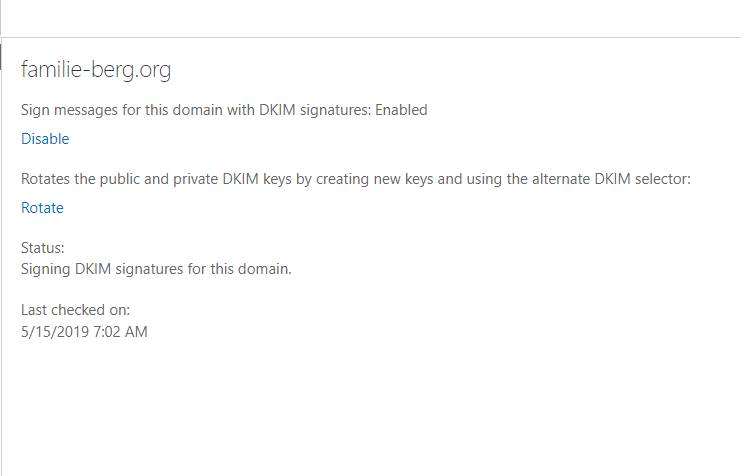 familie-berg.org
Sign messages for this domain with DKIM signatures: Enabled
Disable
Rotates the public and private DKIM keys by creating new keys and using the alternate DKIM selector:
Rotate
Status:
Signing DKIM signatures for this domain.
Last checked on:
5/15/2019 7:02 AM